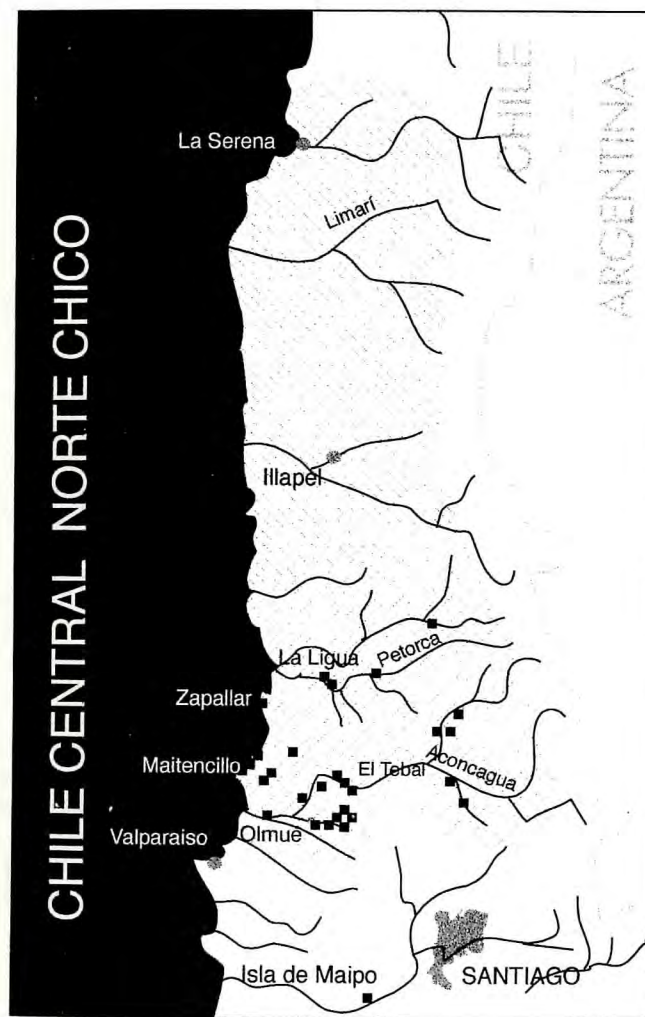 CHILE CENTRAL NORTE CHICO
CHILE
ARGENTINA
La Serena
Limarí
Illapel
La Ligua
Petorca
Zapallar
Maitencillo
El Tebal
Aconcagua
Valparaiso
Olmué
Isla de Maipo
SANTIAGO